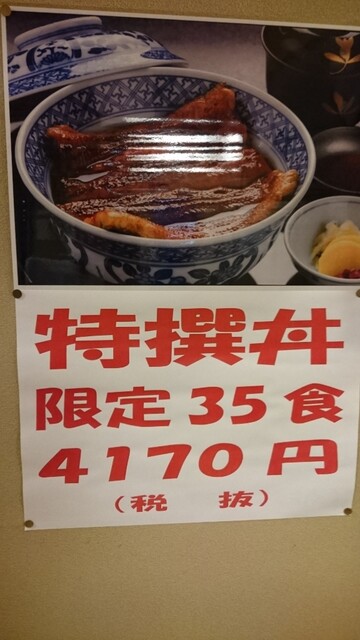 特撰丼
限定35食
4170円
(税 抜)